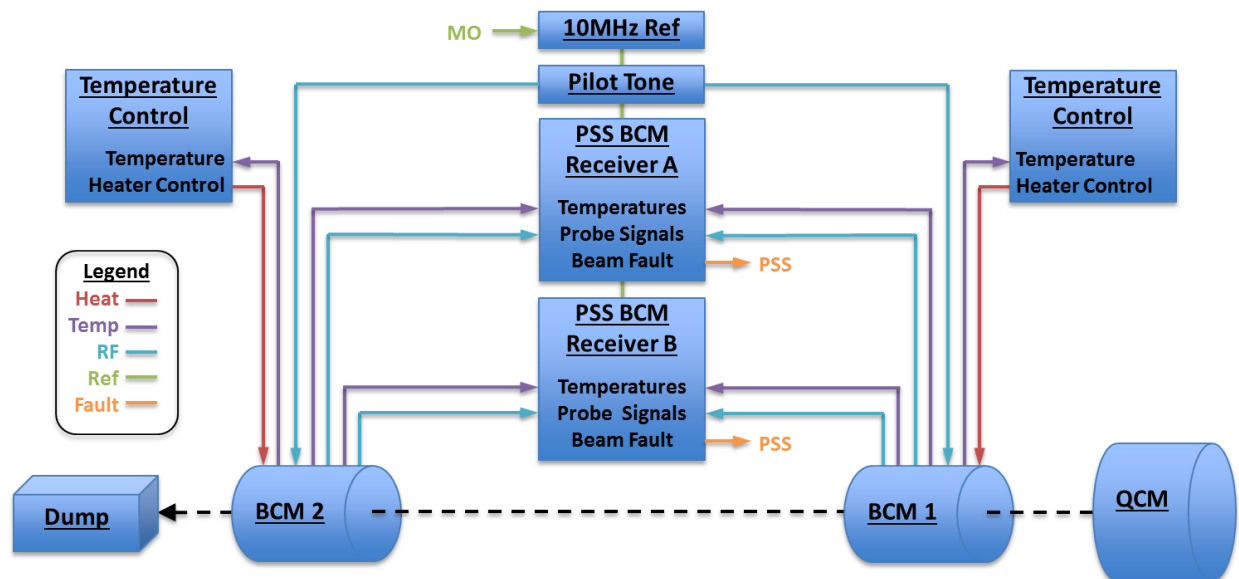 MO
10MHz Ref
Pilot Tone
Temperature
Control
Temperature
Heater Control
PSS BCM
Receiver A
Temperatures
Probe Signals
Beam Fault
PSS
Temperature
Control
Temperature
Heater Control
Legend
Heat
Temp
RF
Ref
Fault
PSS BCM
Receiver B
Temperatures
Probe Signals
Beam Fault
PSS
Dump
BCM 2
BCM 1
QCM